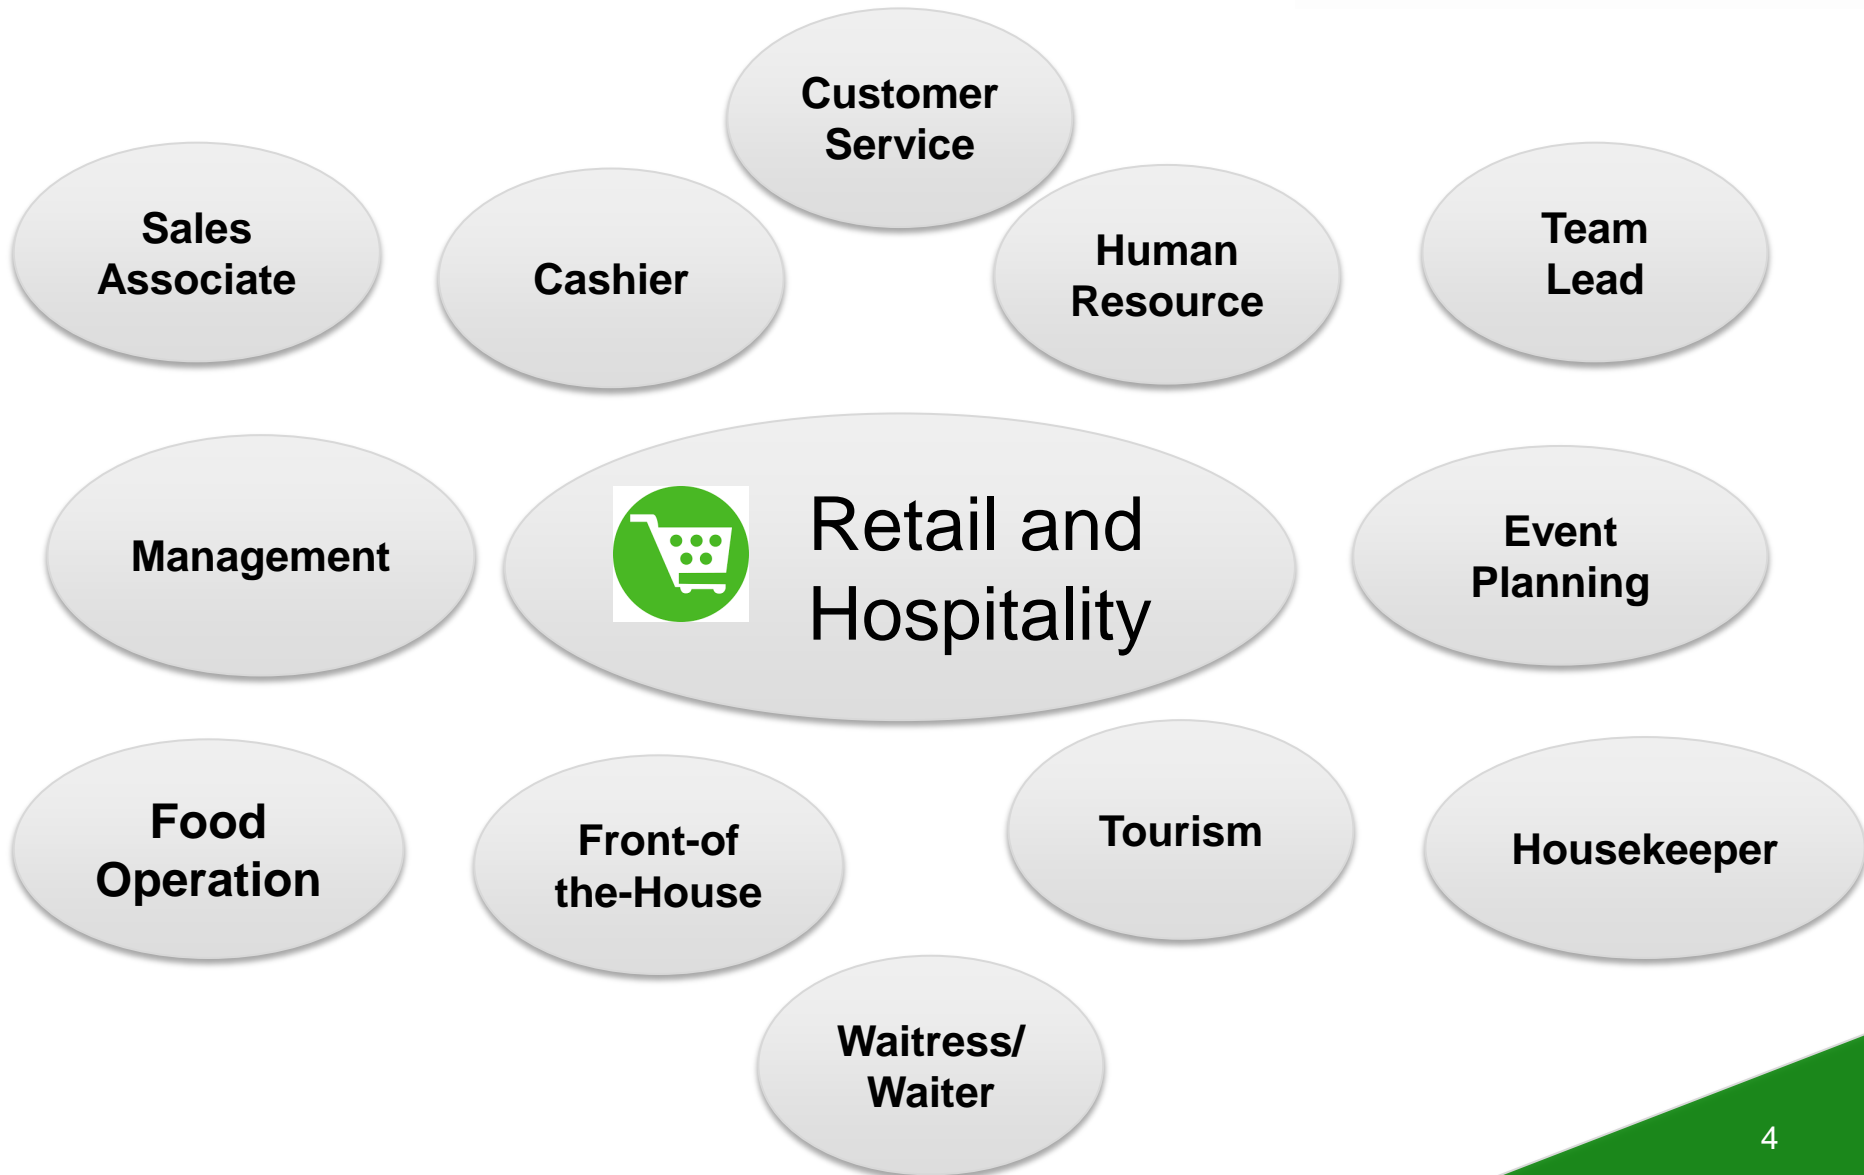 Customer
Service
Sales
Associate
Cashier
Human
Resource
Team
Lead
Management
Retail and
Hospitality
Event
Planning
Food
Operation
Front-of
the-House
Tourism
Housekeeper
Waitress/
Waiter
4